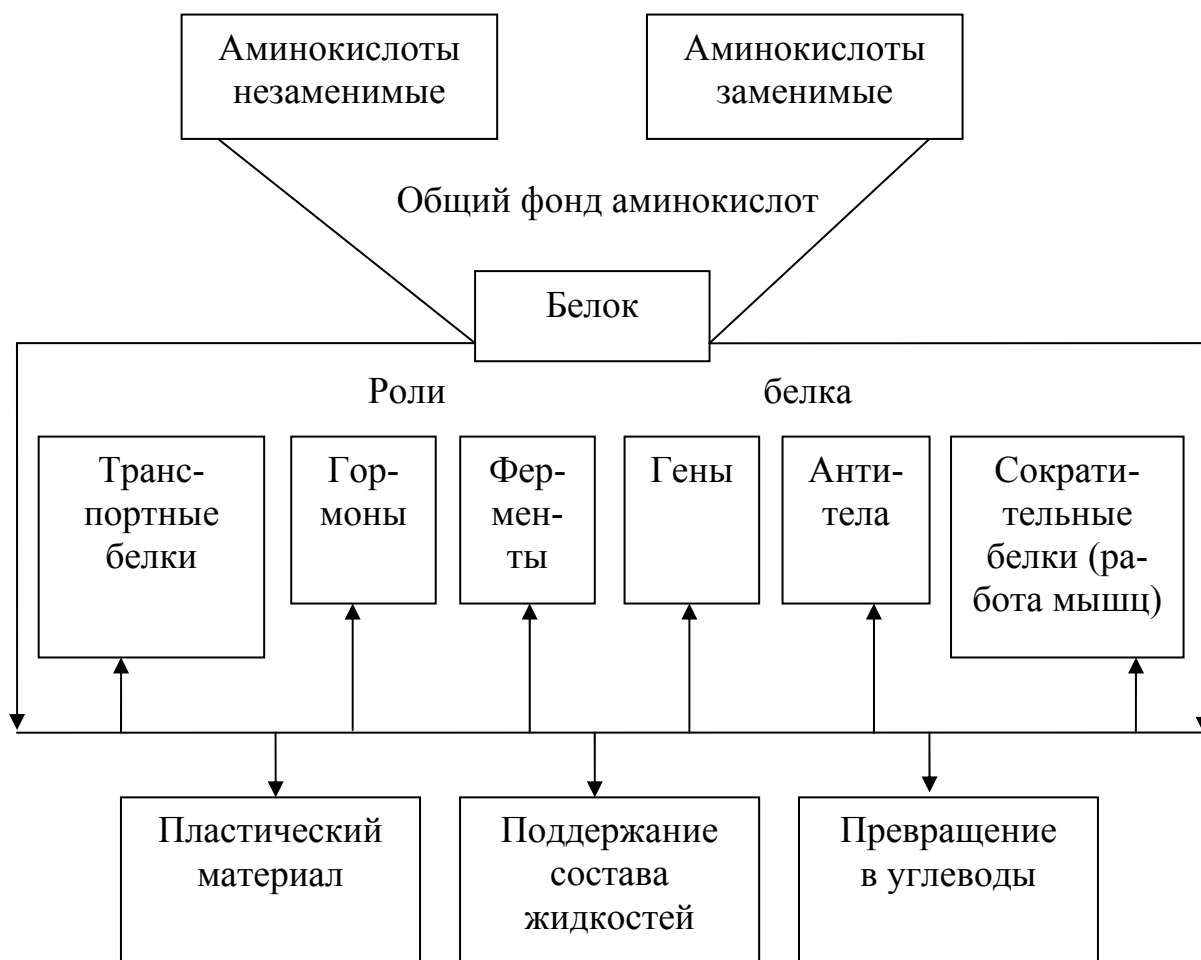 Аминокислоты
незаменимые
Аминокислоты
заменимые
Общий фонд аминокислот
Белок
Роли белка
Транс-
портные
белки
Гор-
моны
Фер-
мен-
ты
Гены
Анти-
тела
Сократи-
тельные
белки (ра-
бота мышц)
Пластический
материал
Поддержание
состава
жидкостей
Превращение
в углеводы